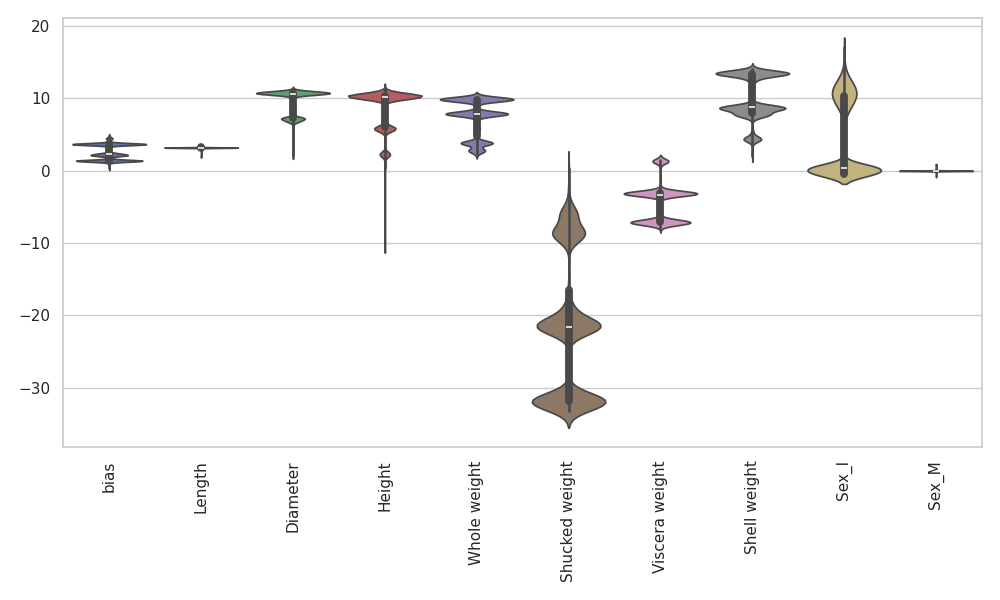 20
10
0
−10
−20
−30
bias
Length
Diameter
Height
Whole weight
Shucked weight
Viscera weight
Shell weight
Sex_I
Sex_M